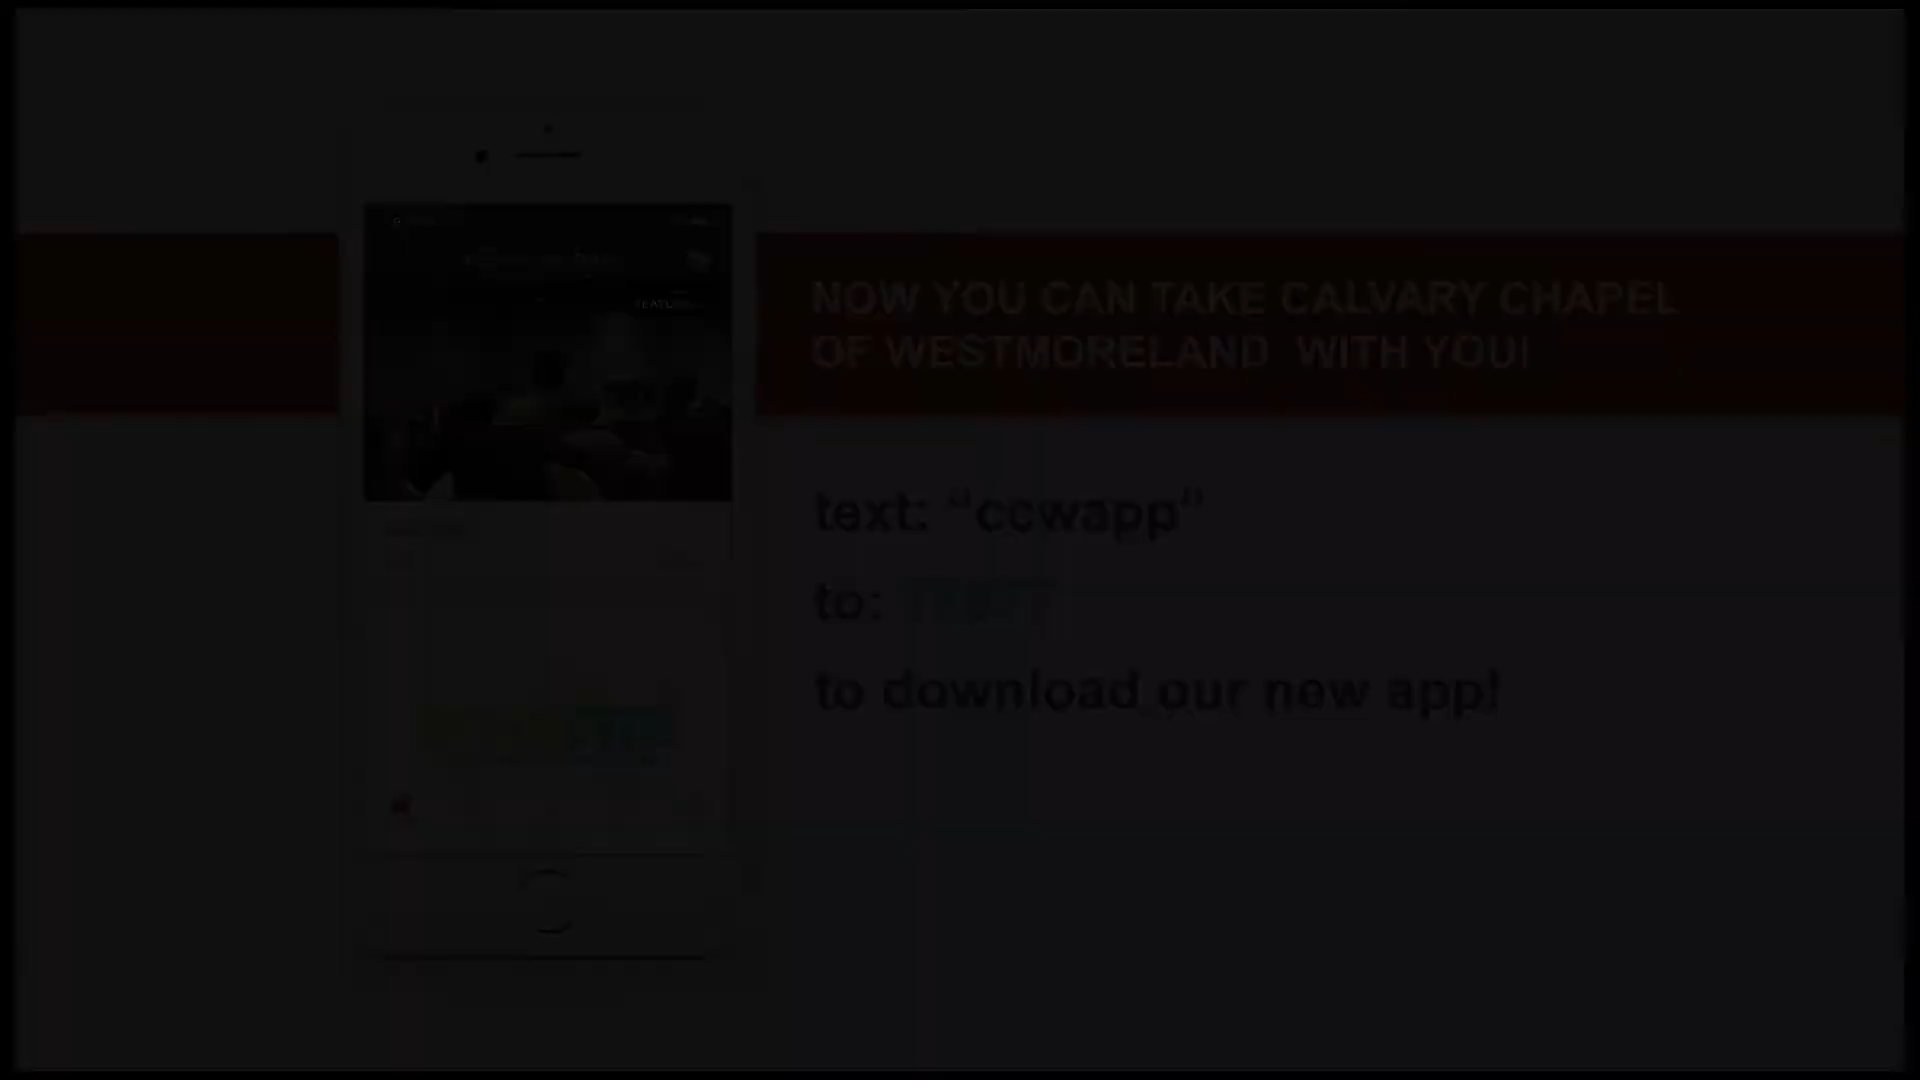 NOW YOU CAN TAKE CALVARY CHAPEL
OF WESTMORELAND WITH YOU!
text: "ccwapp"
to:
to download our new app!